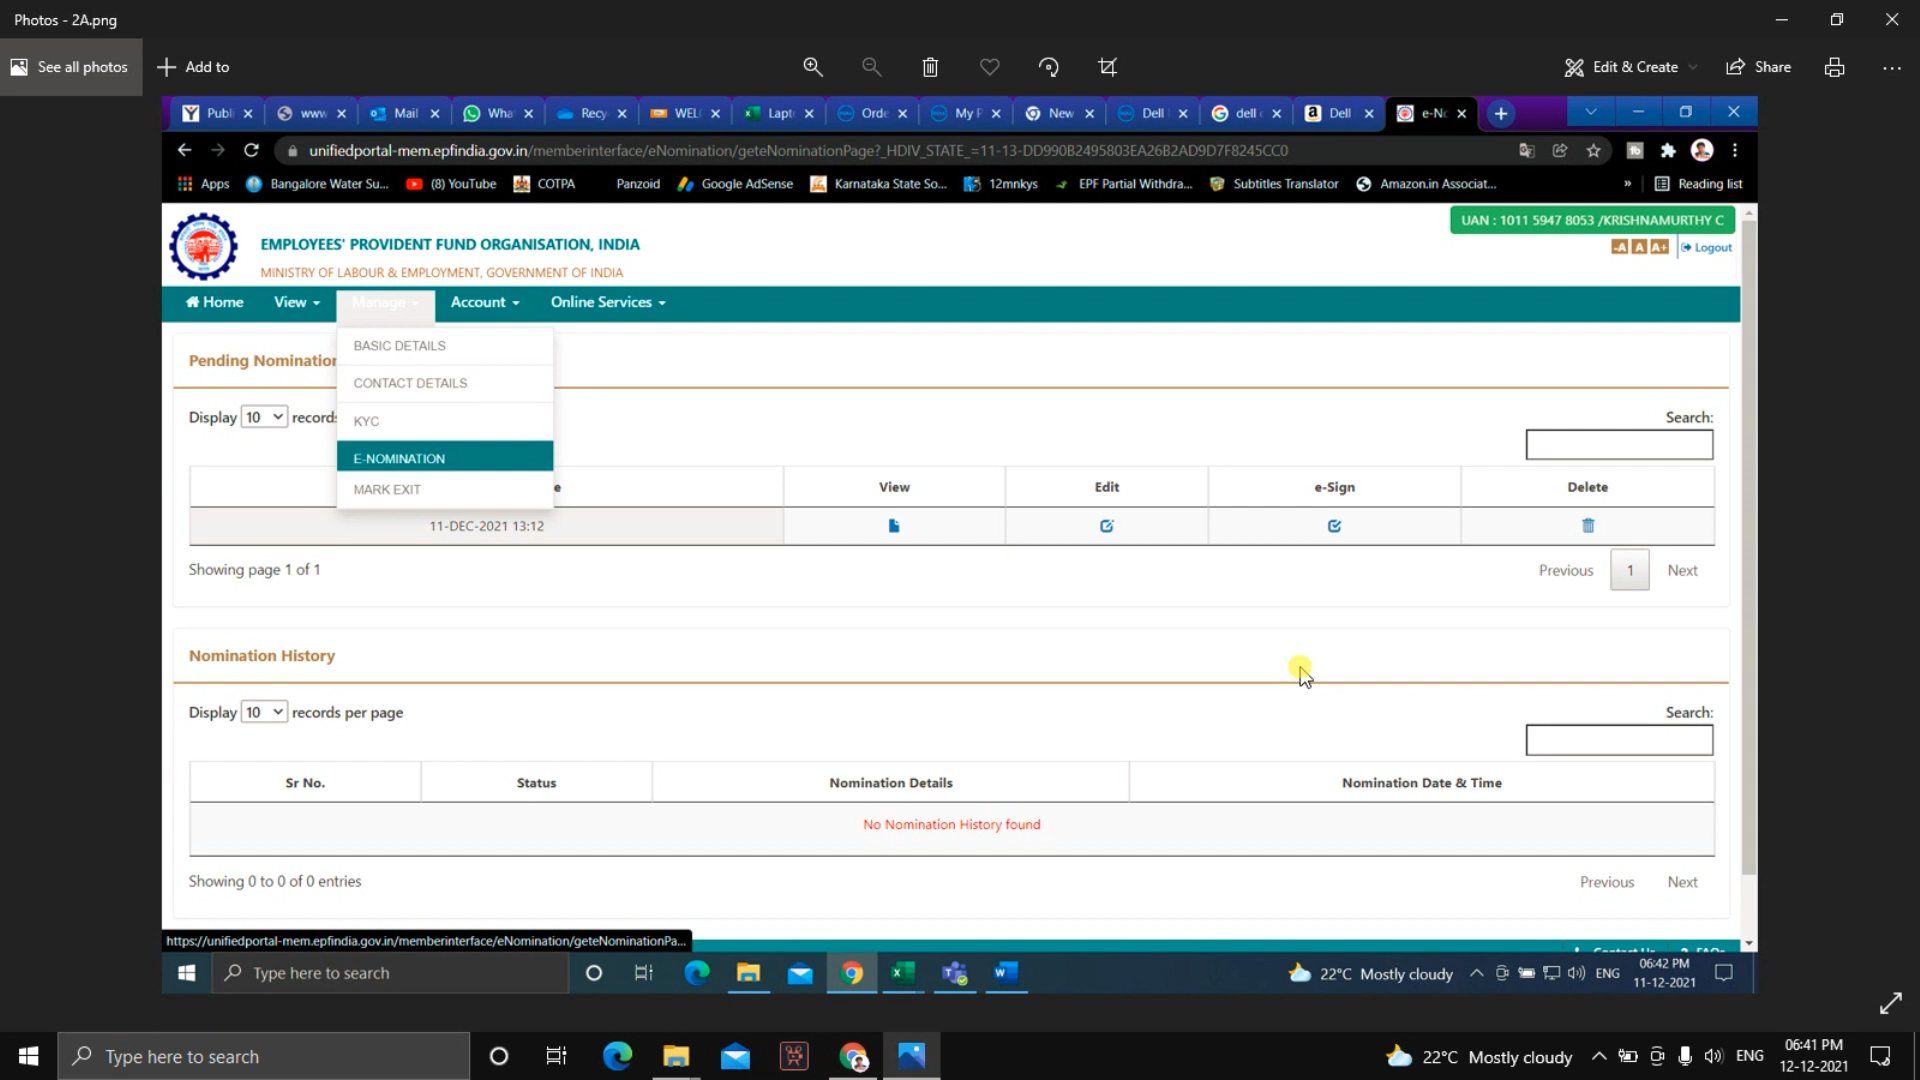 Photos - 2A.png
See all photos
Add to
Edit & Create
Share
Publi
www
Mail
Wha
Recy
WEL
Lapt
Orde
My P
New
Dell
dell
Dell
e-No
unifiedportal-mem.epfindia.gov.in/memberinterface/eNomination/geteNominationPage?_HDIV_STATE_=11-13-DD990B2495803EA26B2AD9D7F8245CC0
Apps
Bangalore Water Su...
(8) YouTube
COTPA
Panzoid
Google AdSense
Karnataka State So...
12mnkys
EPF Partial Withdra...
Subtitles Translator
Amazon.in Associat...
»
Reading list
UAN : 1011 5947 8053 /KRISHNAMURTHY C
EMPLOYEES' PROVIDENT FUND ORGANISATION, INDIA
-A A A+ Logout
MINISTRY OF LABOUR & EMPLOYMENT, GOVERNMENT OF INDIA
Home View Manage Account Online Services
BASIC DETAILS
Pending Nomination
CONTACT DETAILS
Display 10 records
KYC
Search:
E-NOMINATION
MARK EXIT
e View Edit e-Sign Delete
11-DEC-2021 13:12
Showing page 1 of 1
Previous 1 Next
Nomination History
Display 10 records per page
Search:
Sr No. Status Nomination Details Nomination Date & Time
No Nomination History found
Showing 0 to 0 of 0 entries
Previous Next
https://unifiedportal-mem.epfindia.gov.in/memberinterface/eNomination/geteNominationPa...
Type here to search
22°C Mostly cloudy
ENG
06:42 PM
11-12-2021
Type here to search
22°C Mostly cloudy
ENG
06:41 PM
12-12-2021